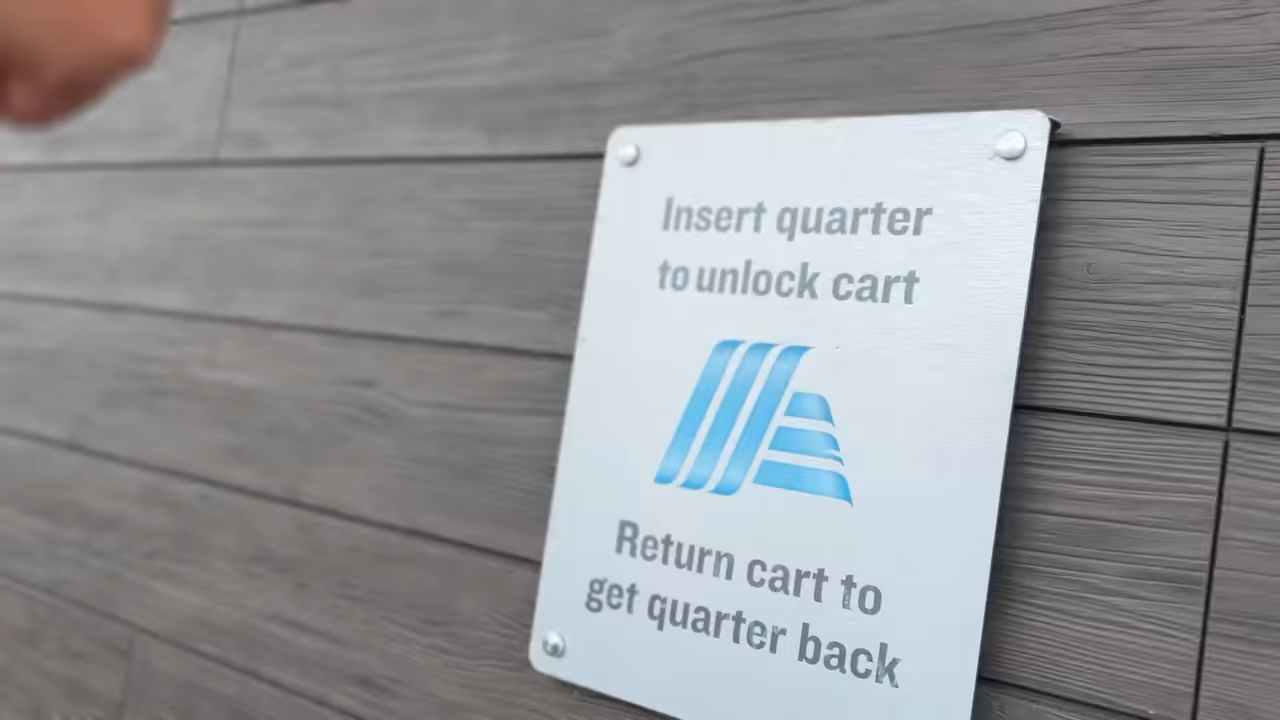 Insert quarter
to unlock cart
Return cart to
get quarter back